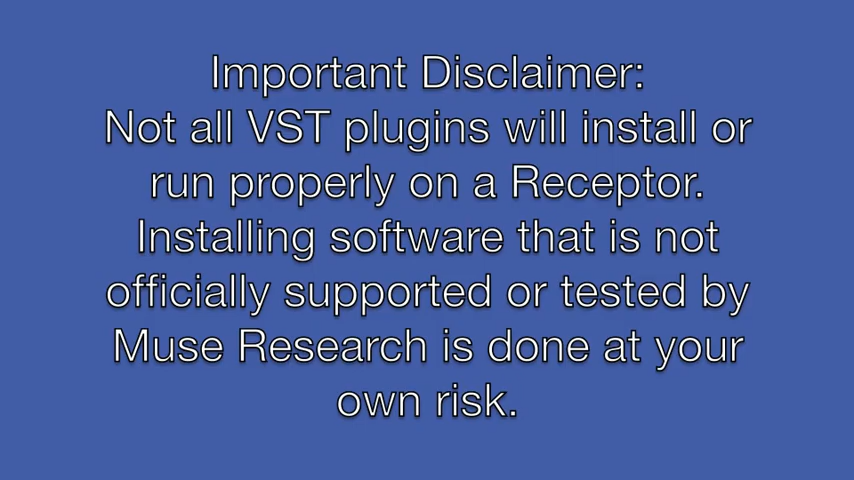 Important Disclaimer:
Not all VST plugins will install or
run properly on a Receptor.
Installing software that is not
officially supported or tested by
Muse Research is done at your
own risk.